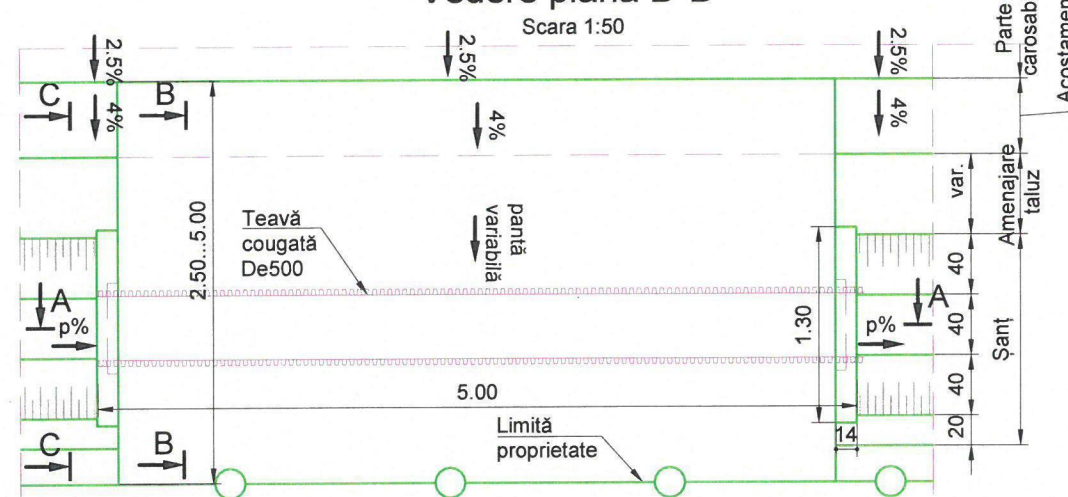 Scara 1:50
2.5%
2.5%
2.5%
Parte
carosab
Acostamen
C
B
4%
4%
4%
Teavă
cougată
De500
2.50...5.00
pantă
variabilă
var.
Amenajare
taluz
A
p%
1.30
p%
A
40
40
40
20
Șanț
5.00
14
Limită
proprietate
C
B